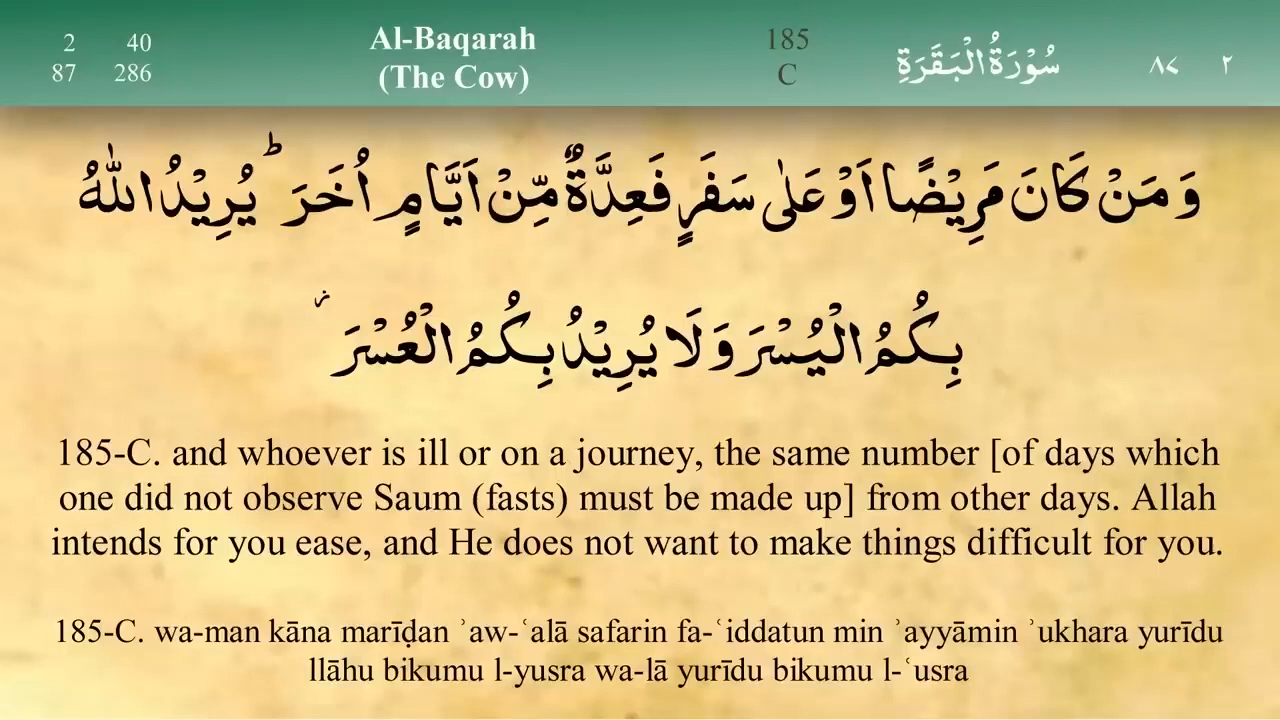 2 40 Al-Baqarah 185 سُوْرَةُ الْبَقَرَةِ ٨٧ ٢
87 286 (The Cow) C
وَ مَنْ كَانَ مَرِيْضًا اَوْ عَلٰى سَفَرٍ فَعِدَّةٌ مِّنْ اَيَّامٍ اُخَرَ ؕ يُرِيْدُ اللّٰهُ
بِكُمُ الْيُسْرَ وَ لَا يُرِيْدُ بِكُمُ الْعُسْرَ ؗ
185-C. and whoever is ill or on a journey, the same number [of days which
one did not observe Saum (fasts) must be made up] from other days. Allah
intends for you ease, and He does not want to make things difficult for you.
185-C. wa-man kāna marīḍan ʾaw-ʿalā safarin fa-ʿiddatun min ʾayyāmin ʾukhara yurīdu
llāhu bikumu l-yusra wa-lā yurīdu bikumu l-ʿusra